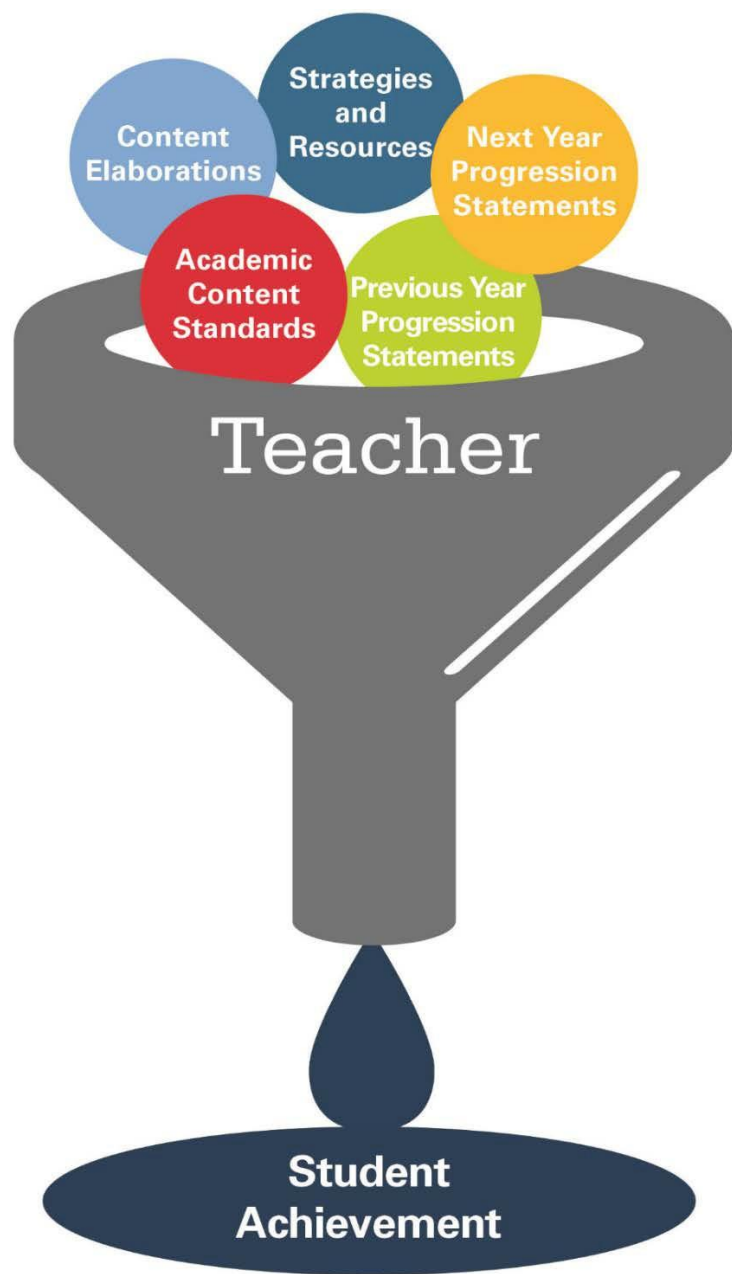 Strategies
and
Resources
Content
Elaborations
Next Year
Progression
Statements
Academic
Content
Standards
Previous Year
Progression
Statements
Teacher
Student
Achievement